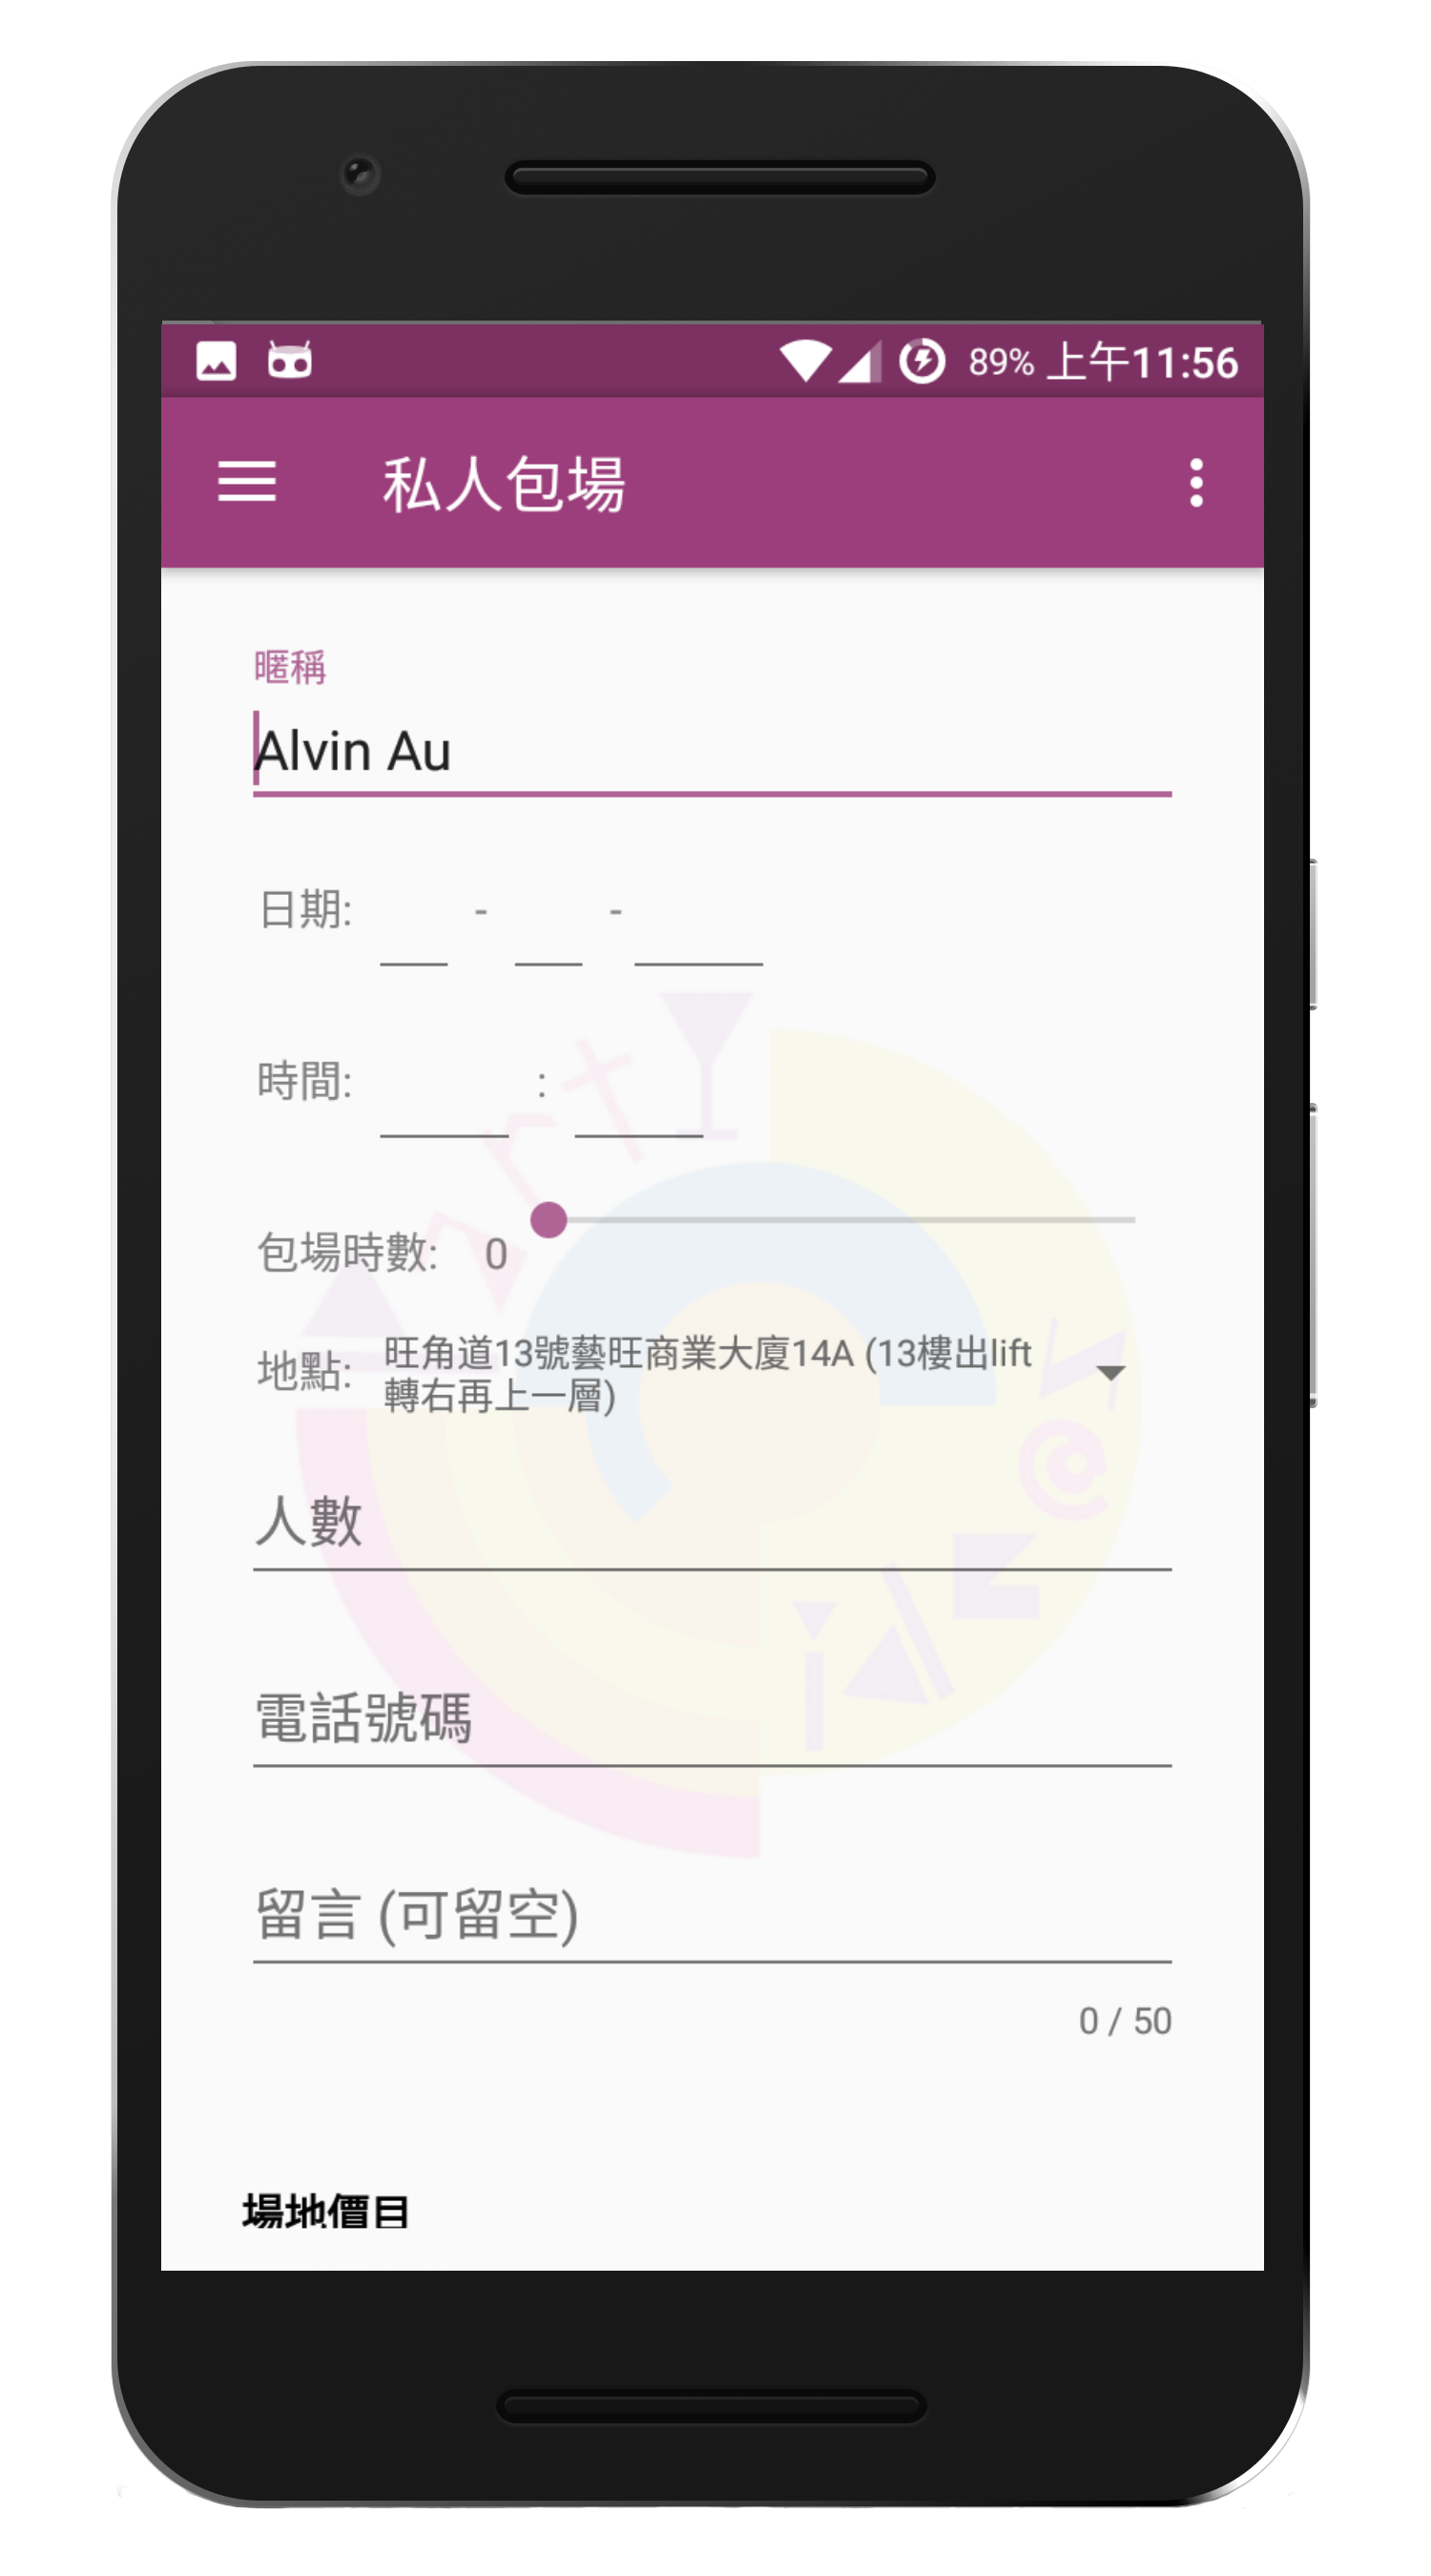 89% 上午11:56
私人包場
暱稱
Alvin Au
日期: - -
時間: :
包場時數: 0
地點: 旺角道13號藝旺商業大廈14A (13樓出lift
轉右再上一層)
人數
電話號碼
留言 (可留空)
0 / 50
場地價目